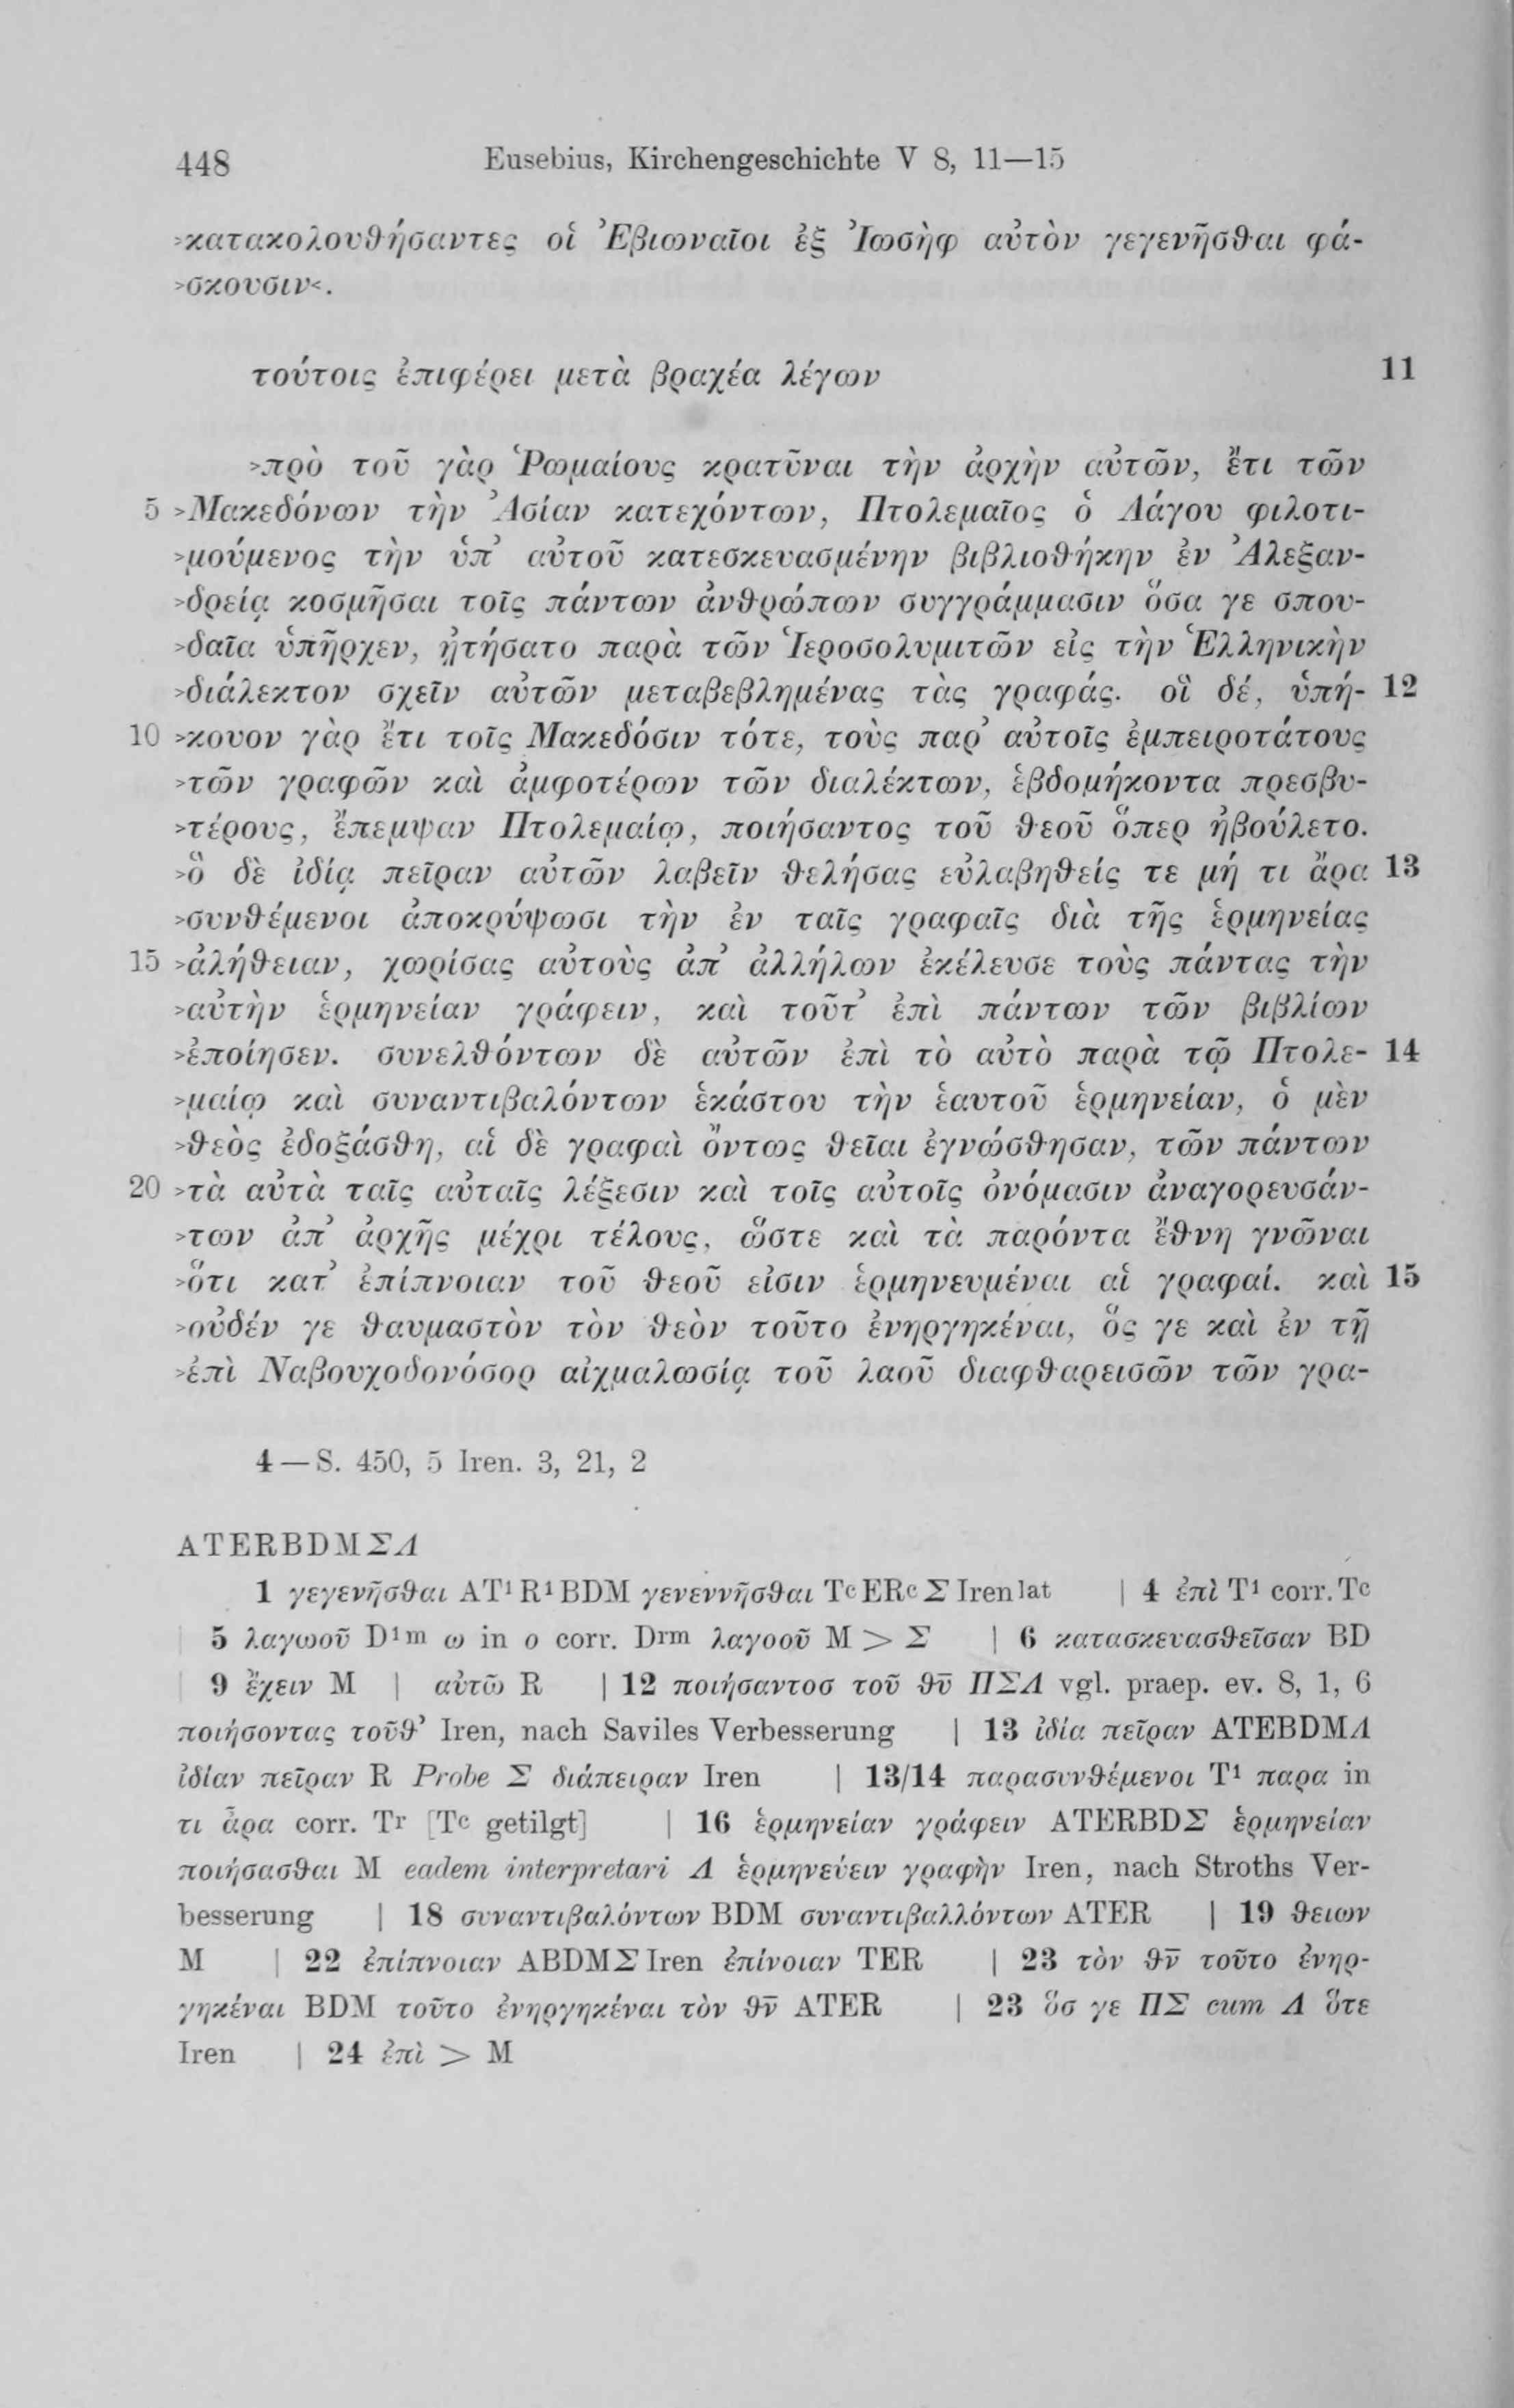 448 Eusebius, Kirchengeschichte V 8, 11—15
>κατακολουθήσαντες οἱ Ἐβιωναῖοι ἐξ Ἰωσὴφ αὐτὸν γεγενῆσθαι φά-
>σκουσιν<.
τούτοις ἐπιφέρει μετὰ βραχέα λέγων 11
>πρὸ τοῦ γὰρ Ῥωμαίους κρατῦναι τὴν ἀρχὴν αὐτῶν, ἔτι τῶν
5 >Μακεδόνων τὴν Ἀσίαν κατεχόντων, Πτολεμαῖος ὁ Λάγου φιλοτι-
>μούμενος τὴν ὑπ’ αὐτοῦ κατεσκευασμένην βιβλιοθήκην ἐν Ἀλεξαν-
>δρείᾳ κοσμῆσαι τοῖς πάντων ἀνθρώπων συγγράμμασιν ὅσα γε σπου-
>δαῖα ὑπῆρχεν, ᾐτήσατο παρὰ τῶν Ἱεροσολυμιτῶν εἰς τὴν Ἑλληνικὴν
>διάλεκτον σχεῖν αὐτῶν μεταβεβλημένας τὰς γραφάς. οἳ δέ, ὑπή- 12
10 >κουον γὰρ ἔτι τοῖς Μακεδόσιν τότε, τοὺς παρ’ αὐτοῖς ἐμπειροτάτους
>τῶν γραφῶν καὶ ἀμφοτέρων τῶν διαλέκτων, ἑβδομήκοντα πρεσβυ-
>τέρους, ἔπεμψαν Πτολεμαίῳ, ποιήσαντος τοῦ θεοῦ ὅπερ ἠβούλετο.
>ὃ δὲ ἰδίᾳ πεῖραν αὐτῶν λαβεῖν θελήσας εὐλαβηθείς τε μή τι ἄρα 13
>συνθέμενοι ἀποκρύψωσι τὴν ἐν ταῖς γραφαῖς διὰ τῆς ἑρμηνείας
15 >ἀλήθειαν, χωρίσας αὐτοὺς ἀπ’ ἀλλήλων ἐκέλευσε τοὺς πάντας τὴν
>αὐτὴν ἑρμηνείαν γράφειν, καὶ τοῦτ’ ἐπὶ πάντων τῶν βιβλίων
>ἐποίησεν. συνελθόντων δὲ αὐτῶν ἐπὶ τὸ αὐτὸ παρὰ τῷ Πτολε- 14
>μαίῳ καὶ συναντιβαλόντων ἑκάστου τὴν ἑαυτοῦ ἑρμηνείαν, ὁ μὲν
>θεὸς ἐδοξάσθη, αἱ δὲ γραφαὶ ὄντως θεῖαι ἐγνώσθησαν, τῶν πάντων
20 >τὰ αὐτὰ ταῖς αὐταῖς λέξεσιν καὶ τοῖς αὐτοῖς ὀνόμασιν ἀναγορευσάν-
>των ἀπ’ ἀρχῆς μέχρι τέλους, ὥστε καὶ τὰ παρόντα ἔθνη γνῶναι
>ὅτι κατ’ ἐπίπνοιαν τοῦ θεοῦ εἰσιν ἑρμηνευμέναι αἱ γραφαί. καὶ 15
>οὐδέν γε θαυμαστὸν τὸν θεὸν τοῦτο ἐνηργηκέναι, ὅς γε καὶ ἐν τῇ
>ἐπὶ Ναβουχοδονόσορ αἰχμαλωσίᾳ τοῦ λαοῦ διαφθαρεισῶν τῶν γρα-
4 — S. 450, 5 Iren. 3, 21, 2
ATERBDMΣΛ
1 γεγενῆσθαι AT¹R¹BDM γενεννῆσθαι TᶜERᶜΣ Irenlat | 4 ἐπὶ T¹ corr. Tᶜ
5 λαγωοῦ D¹ᵐ ω in ο corr. Dʳᵐ λαγοοῦ M > Σ | 6 κατασκευασθεῖσαν BD
| 9 ἔχειν M | αὐτῶ R | 12 ποιήσαντοσ τοῦ θῡ ΠΣΛ vgl. praep. ev. 8, 1, 6
ποιήσοντας τοῦθ’ Iren, nach Saviles Verbesserung | 13 ἰδία πεῖραν ATEBDMΛ
ἰδίαν πεῖραν R Probe Σ διάπειραν Iren | 13/14 παρασυνθέμενοι T¹ παρα in
τι ἆρα corr. Tʳ [Tᶜ getilgt] | 16 ἑρμηνείαν γράφειν ATERBDΣ ἑρμηνείαν
ποιήσασθαι M eadem interpretari Λ ἑρμηνεύειν γραφὴν Iren, nach Stroths Ver-
besserung | 18 συναντιβαλόντων BDM συναντιβαλλόντων ATER | 19 θειων
M | 22 ἐπίπνοιαν ABDMΣ Iren ἐπίνοιαν TER | 23 τὸν θν̄ τοῦτο ἐνηρ-
γηκέναι BDM τοῦτο ἐνηργηκέναι τὸν θν̄ ATER | 23 ὅσ γε ΠΣ cum Λ ὅτε
Iren | 24 ἐπὶ > M